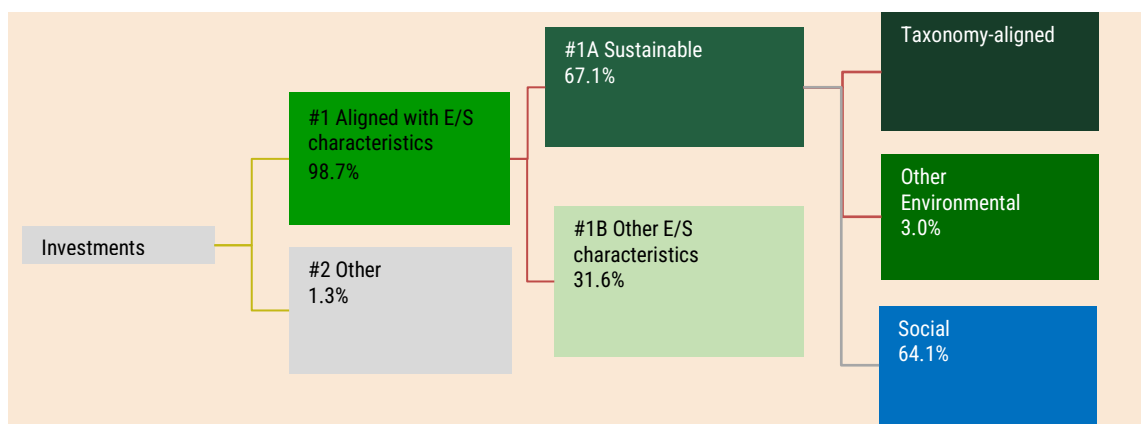 Investments
#1 Aligned with E/S
characteristics
98.7%
#2 Other
1.3%
#1A Sustainable
67.1%
#1B Other E/S
characteristics
31.6%
Taxonomy-aligned
Other
Environmental
3.0%
Social
64.1%